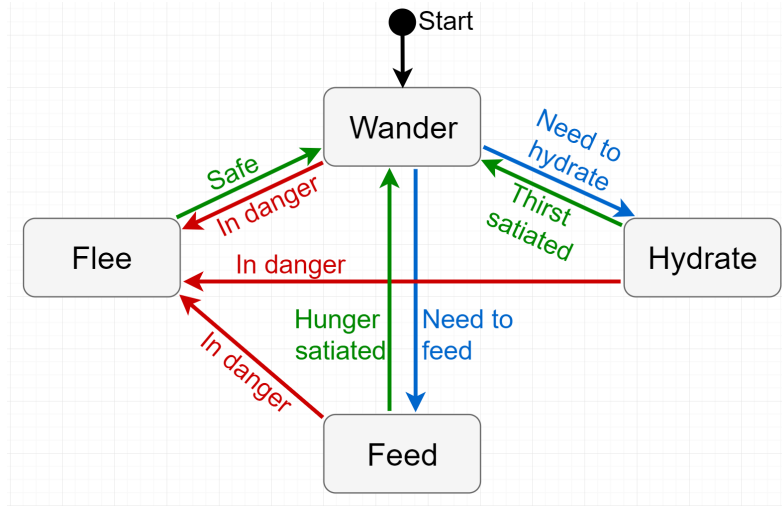 Start
Wander
Need to
hydrate
Safe
In danger
Thirst
satiated
Flee
Hydrate
In danger
Hunger
satiated
Need to
feed
In danger
Feed